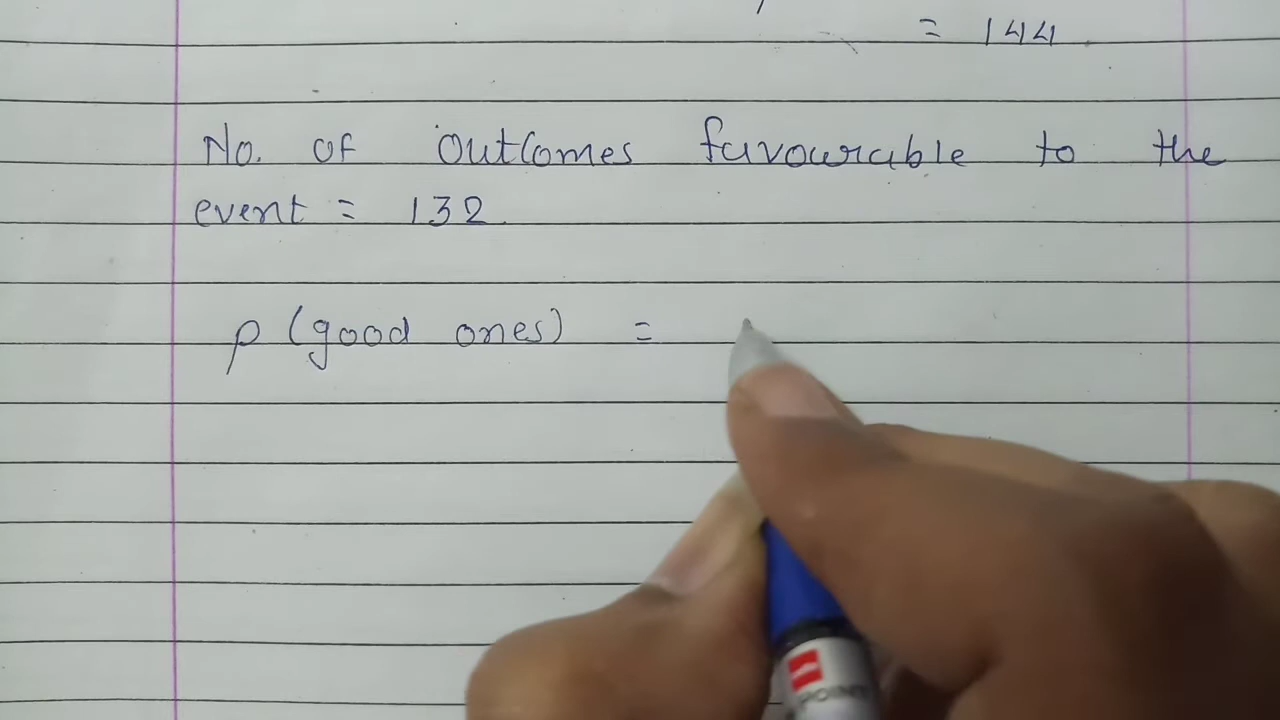 = 144
No. of outcomes favourable to the
event = 132
p (good ones) =